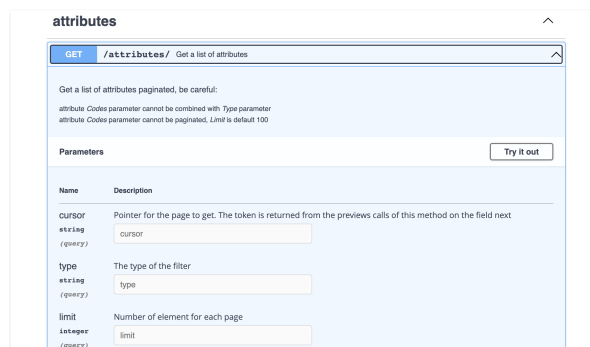 attributes
GET /attributes/ Get a list of attributes
Get a list of attributes paginated, be careful:
attribute Codes parameter cannot be combined with Type parameter
attribute Codes parameter cannot be paginated, Limit is default 100
Parameters Try it out
Name Description
cursor Pointer for the page to get. The token is returned from the previews calls of this method on the field next
string
cursor
(query)
type The type of the filter
string
type
(query)
limit Number of element for each page
integer
limit
(query)